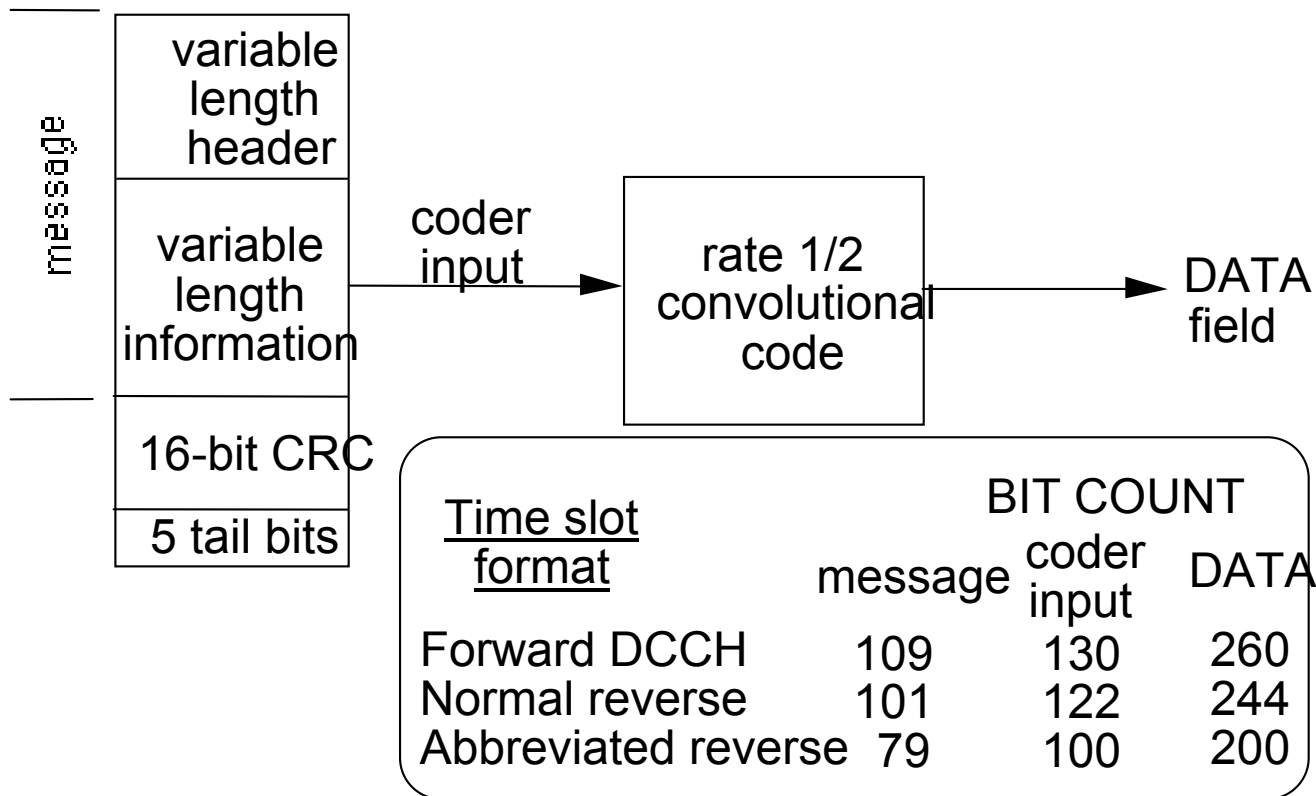 message
variable
length
header
variable
length
information
16-bit CRC
5 tail bits
coder
input
rate 1/2
convolutional
code
DATA
field
Time slot
format
BIT COUNT
message
coder
input
DATA
Forward DCCH 109 130 260
Normal reverse 101 122 244
Abbreviated reverse 79 100 200